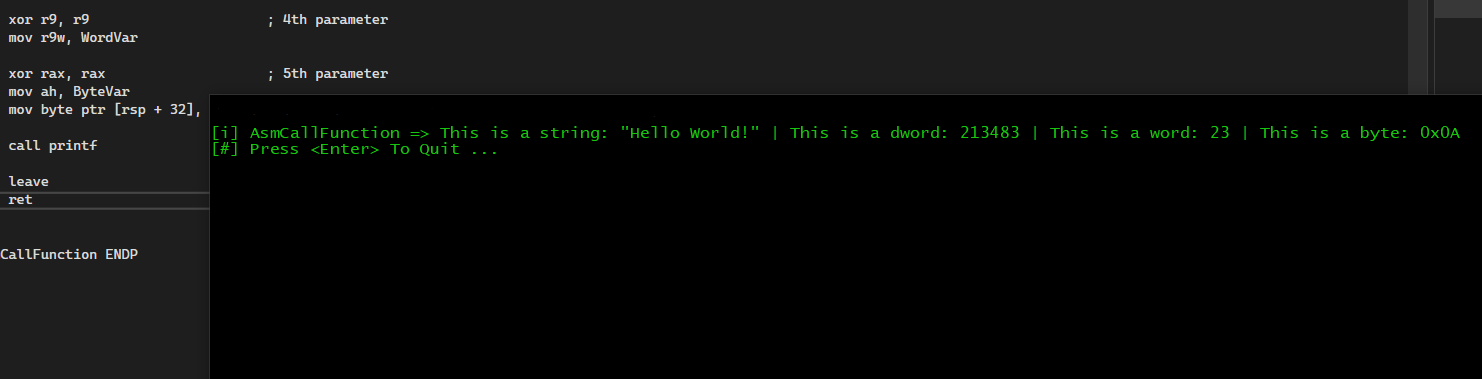 xor r9, r9 ; 4th parameter
mov r9w, WordVar
xor rax, rax ; 5th parameter
mov ah, ByteVar
mov byte ptr [rsp + 32],
call printf
leave
ret
CallFunction ENDP
[i] AsmCallFunction => This is a string: "Hello World!" | This is a dword: 213483 | This is a word: 23 | This is a byte: 0x0A
[#] Press <Enter> To Quit ...